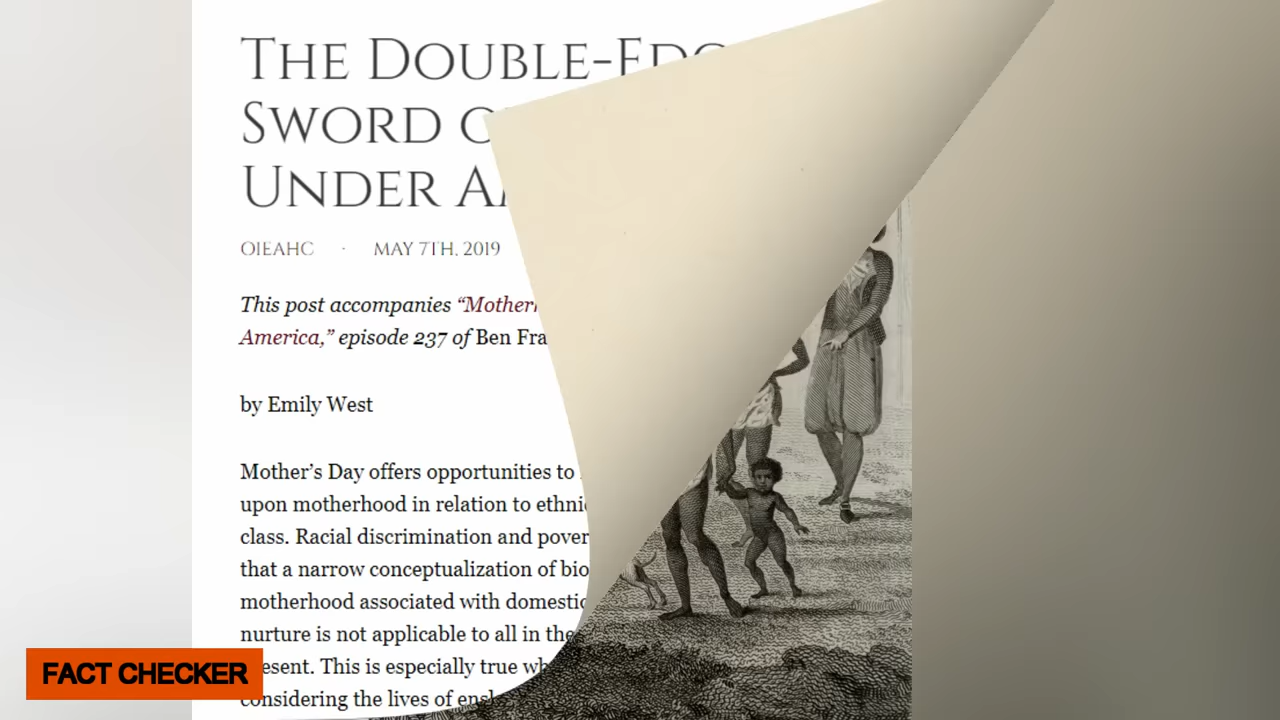 THE DOUBLE-EDG
SWORD O
UNDER A
OIEAHC · MAY 7TH, 2019
This post accompanies “Mother
America,” episode 237 of Ben Fra
by Emily West
Mother’s Day offers opportunities to
upon motherhood in relation to ethni
class. Racial discrimination and pover
that a narrow conceptualization of bio
motherhood associated with domestic
nurture is not applicable to all in the
esent. This is especially true wh
considering the lives of ensl
FACT CHECKER